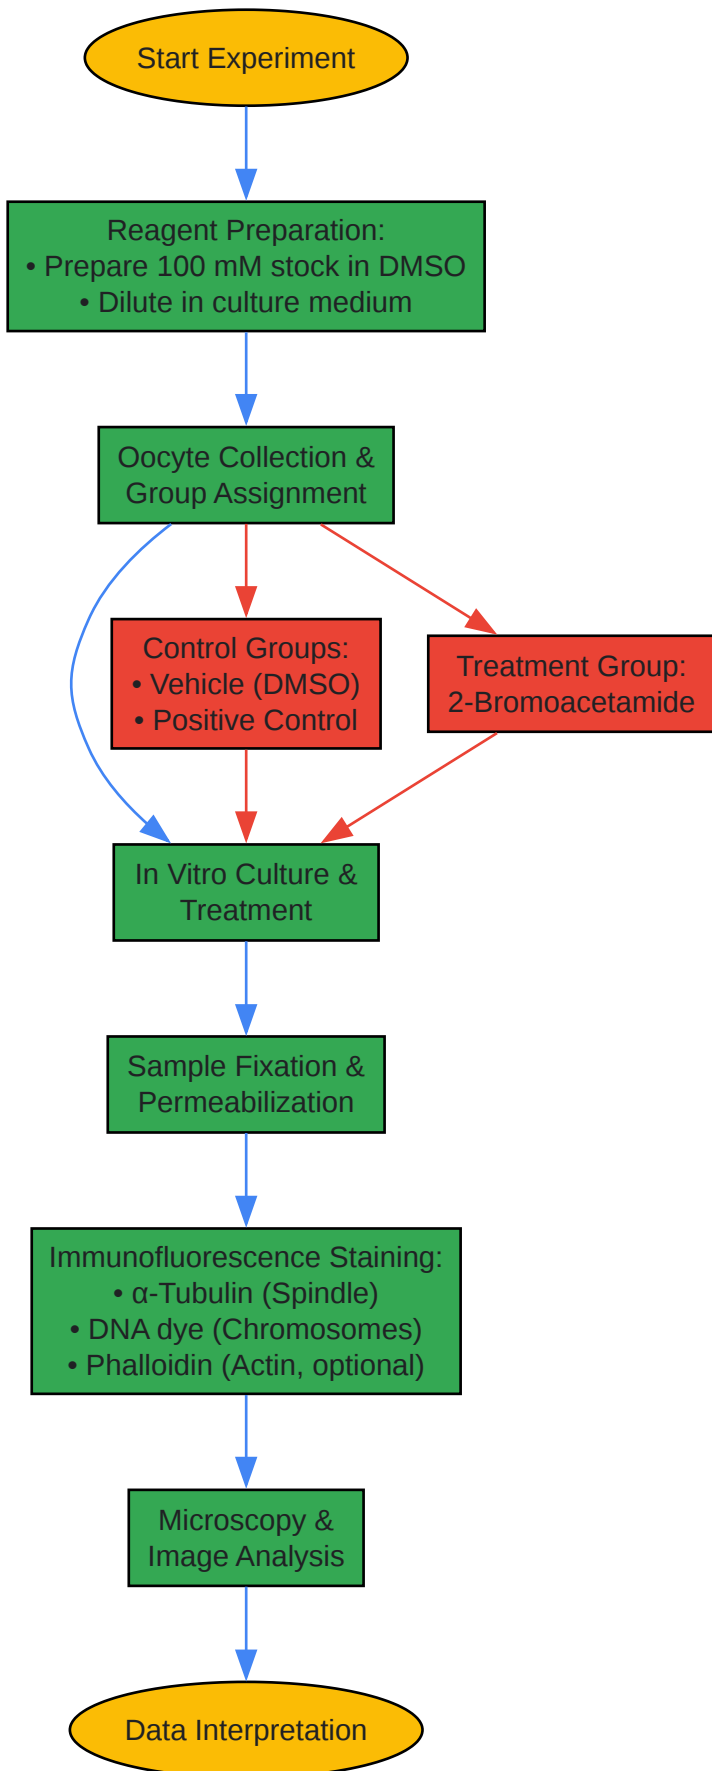 Start Experiment
Reagent Preparation:
• Prepare 100 mM stock in DMSO
• Dilute in culture medium
Oocyte Collection &
Group Assignment
Control Groups:
• Vehicle (DMSO)
• Positive Control
Treatment Group:
2-Bromoacetamide
In Vitro Culture &
Treatment
Sample Fixation &
Permeabilization
Immunofluorescence Staining:
• α-Tubulin (Spindle)
• DNA dye (Chromosomes)
• Phalloidin (Actin, optional)
Microscopy &
Image Analysis
Data Interpretation